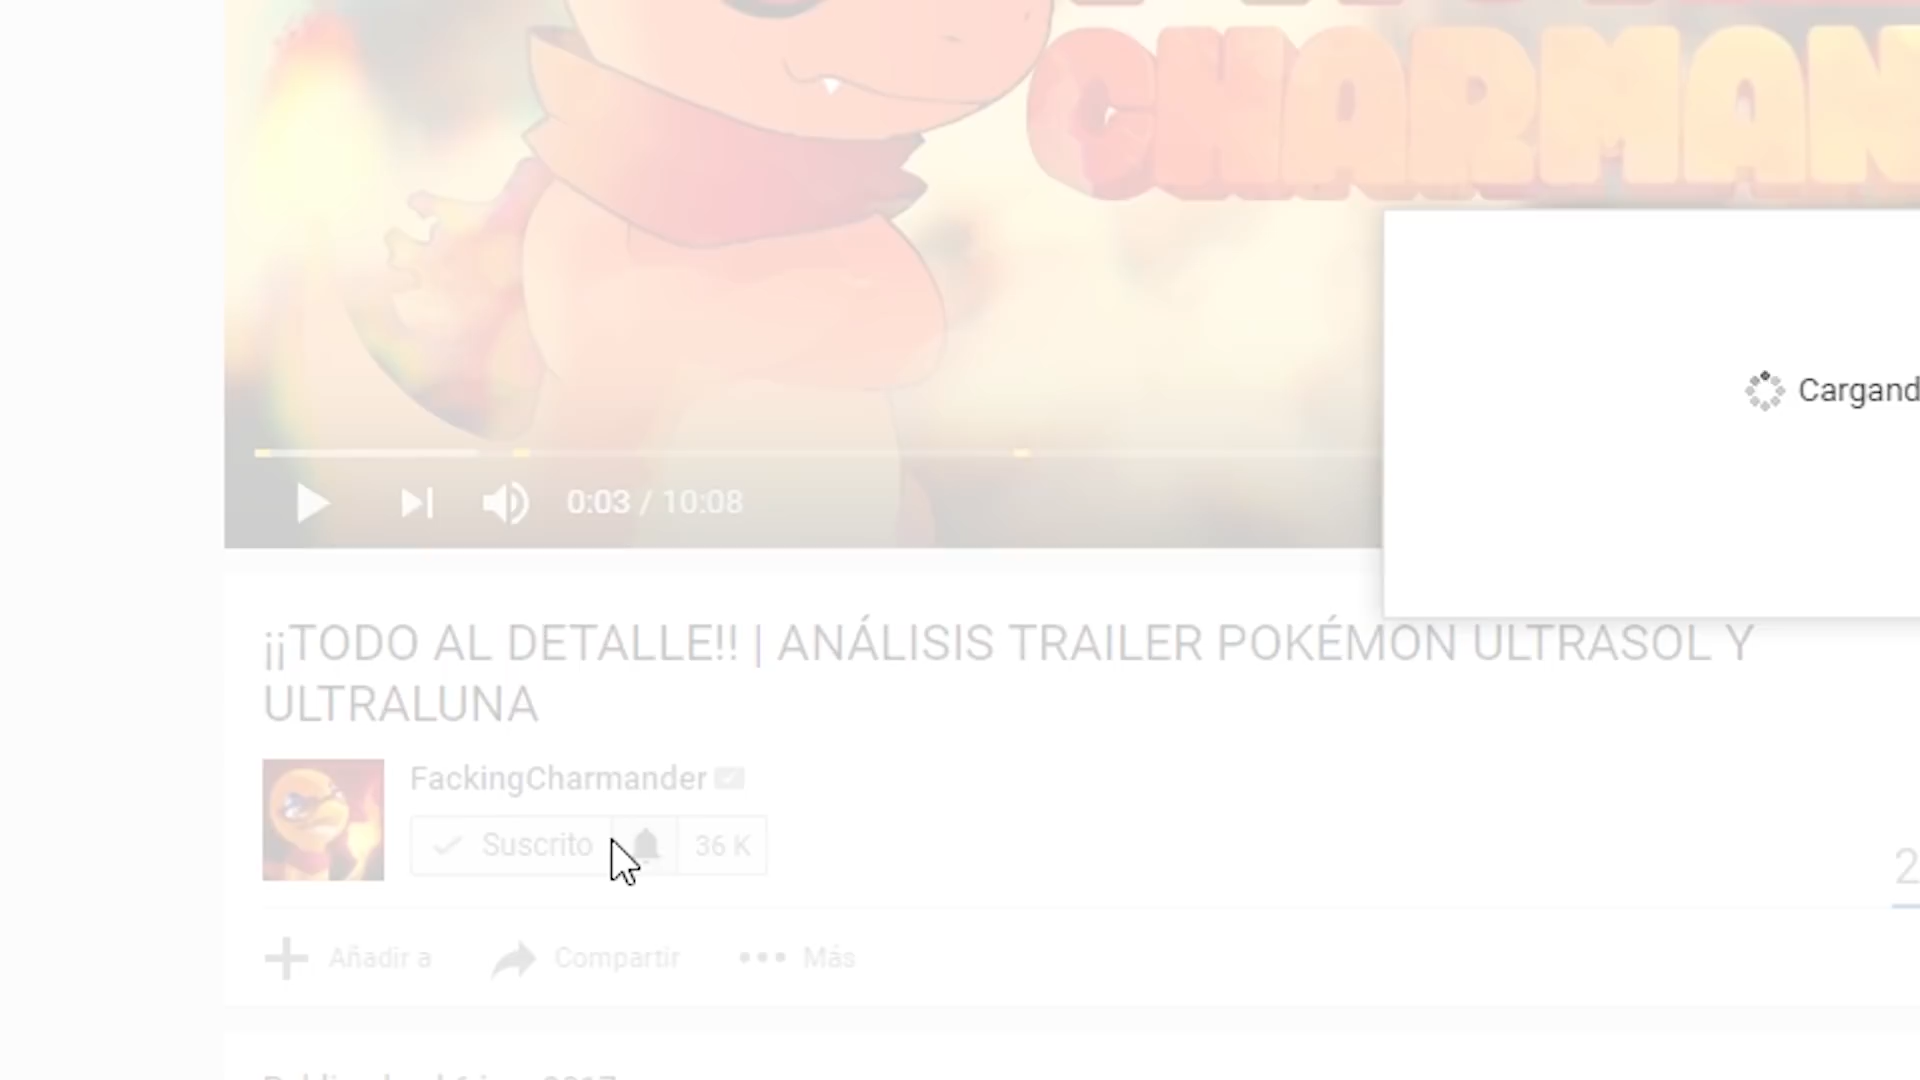 CHARMAN
Cargand
0:03 / 10:08
¡¡TODO AL DETALLE!! | ANÁLISIS TRAILER POKÉMON ULTRASOL Y
ULTRALUNA
FackingCharmander
Suscrito 36 K
2
Añadir a Compartir Más